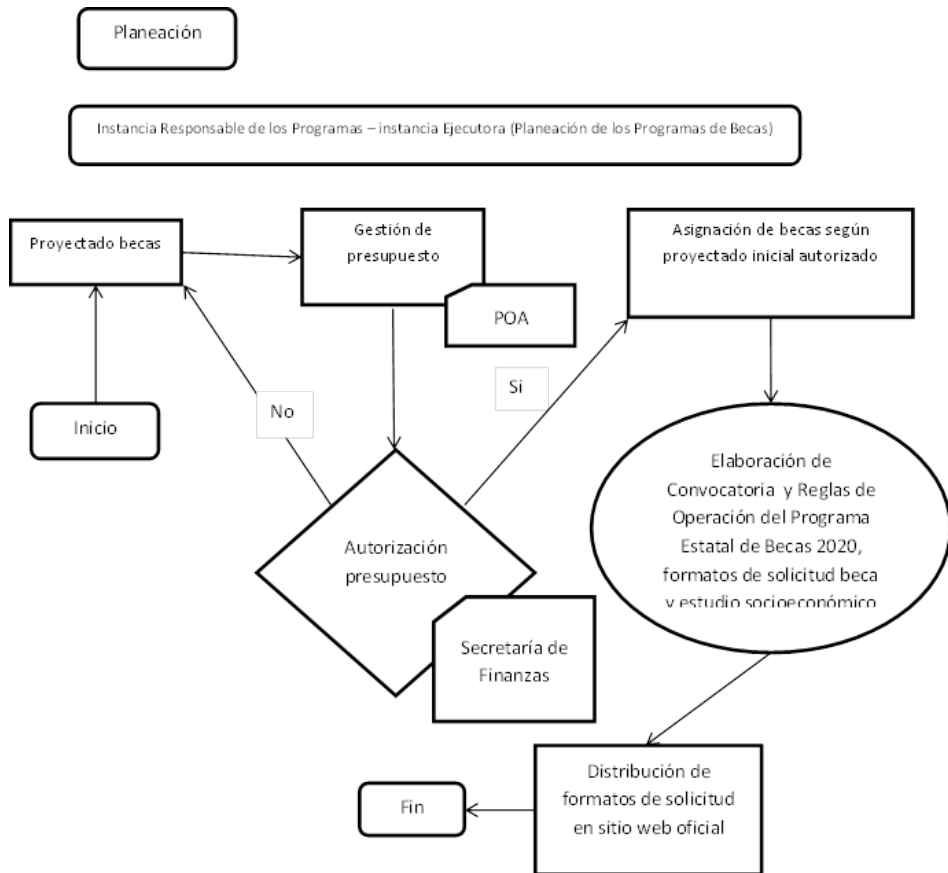 Planeación
Instancia Responsable de los Programas – instancia Ejecutora (Planeación de los Programas de Becas)
Proyectado becas
Gestión de
presupuesto
POA
Asignación de becas según
proyectado inicial autorizado
Si
No
Inicio
Autorización
presupuesto
Secretaría de
Finanzas
Elaboración de
Convocatoria y Reglas de
Operación del Programa
Estatal de Becas 2020,
formatos de solicitud beca
y estudio socioeconómico
Distribución de
formatos de solicitud
en sitio web oficial
Fin